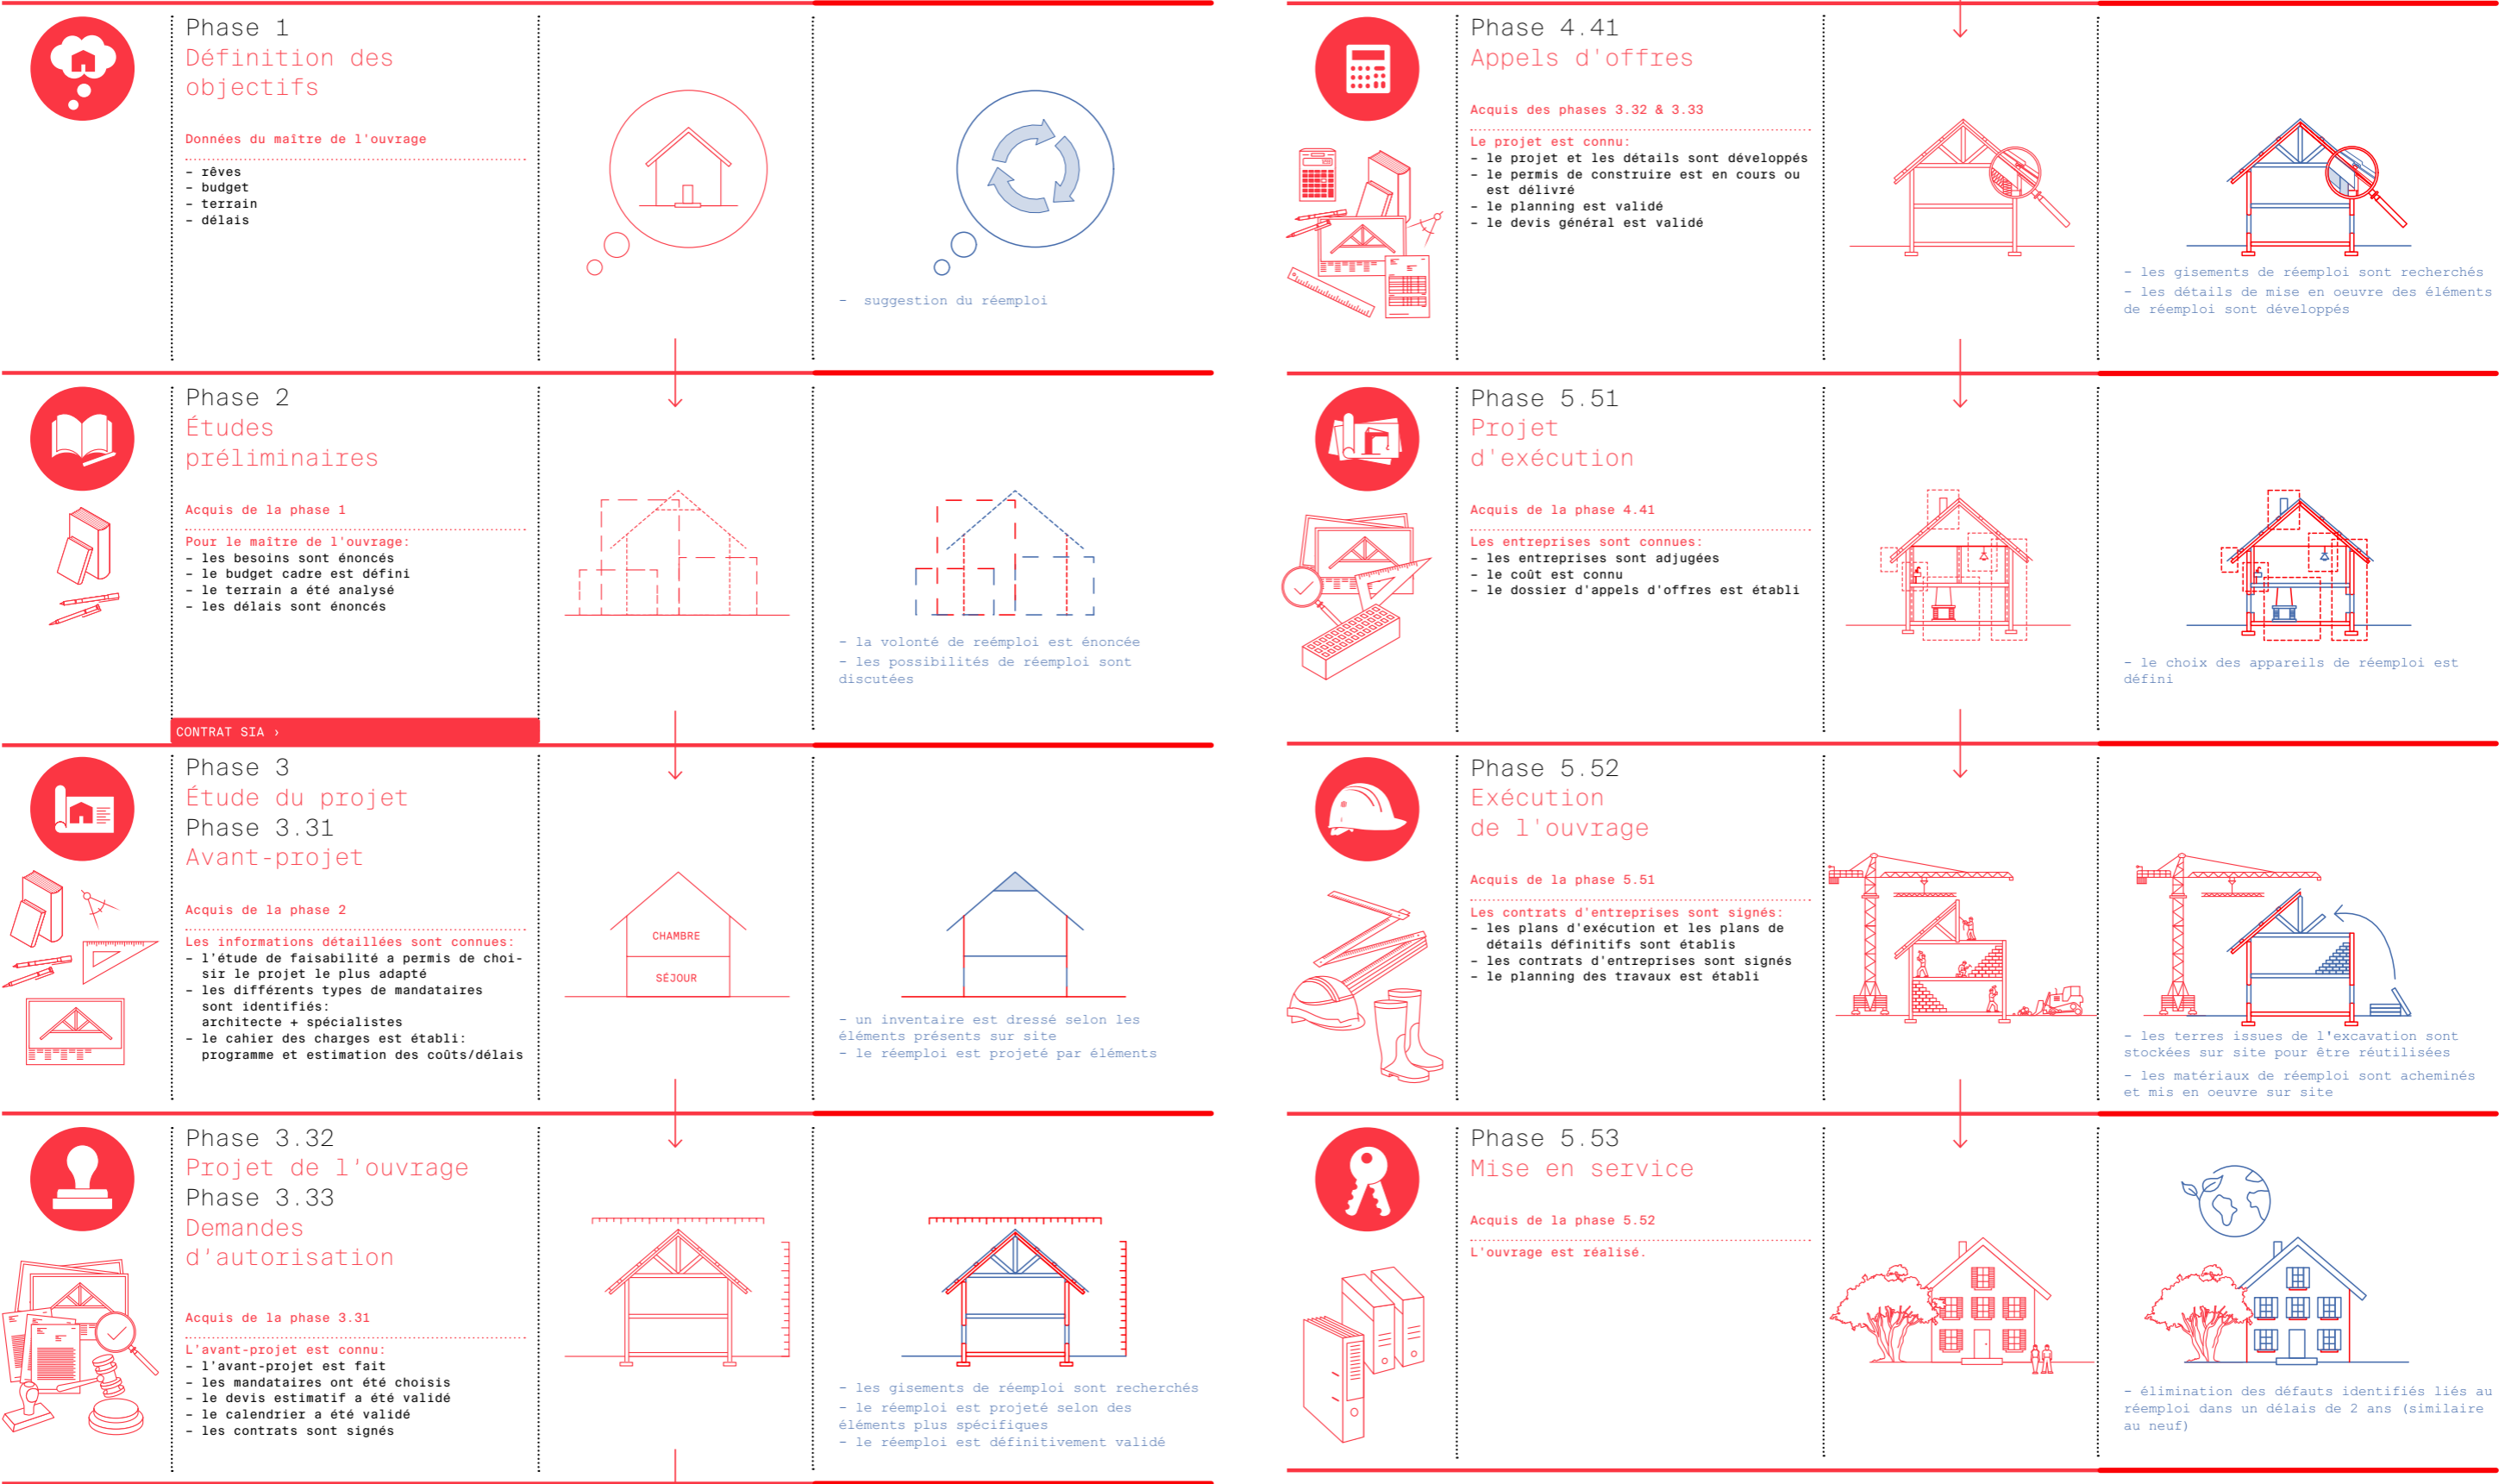 Phase 1
Définition des
objectifs
Données du maître de l'ouvrage
- rêves
- budget
- terrain
- délais
- suggestion du réemploi
Phase 2
Études
préliminaires
Acquis de la phase 1
Pour le maître de l'ouvrage:
- les besoins sont énoncés
- le budget cadre est défini
- le terrain a été analysé
- les délais sont énoncés
- la volonté de reémploi est énoncée
- les possibilités de réemploi sont
discutées
CONTRAT SIA ›
Phase 3
Étude du projet
Phase 3.31
Avant-projet
Acquis de la phase 2
Les informations détaillées sont connues:
- l'étude de faisabilité a permis de choi-
sir le projet le plus adapté
- les différents types de mandataires
sont identifiés:
architecte + spécialistes
- le cahier des charges est établi:
programme et estimation des coûts/délais
CHAMBRE
SÉJOUR
- un inventaire est dressé selon les
éléments présents sur site
- le réemploi est projeté par éléments
Phase 3.32
Projet de l'ouvrage
Phase 3.33
Demandes
d'autorisation
Acquis de la phase 3.31
L'avant-projet est connu:
- l'avant-projet est fait
- les mandataires ont été choisis
- le devis estimatif a été validé
- le calendrier a été validé
- les contrats sont signés
- les gisements de réemploi sont recherchés
- le réemploi est projeté selon des
éléments plus spécifiques
- le réemploi est définitivement validé
Phase 4.41
Appels d'offres
Acquis des phases 3.32 & 3.33
Le projet est connu:
- le projet et les détails sont développés
- le permis de construire est en cours ou
est délivré
- le planning est validé
- le devis général est validé
- les gisements de réemploi sont recherchés
- les détails de mise en oeuvre des éléments
de réemploi sont développés
Phase 5.51
Projet
d'exécution
Acquis de la phase 4.41
Les entreprises sont connues:
- les entreprises sont adjugées
- le coût est connu
- le dossier d'appels d'offres est établi
- le choix des appareils de réemploi est
défini
Phase 5.52
Exécution
de l'ouvrage
Acquis de la phase 5.51
Les contrats d'entreprises sont signés:
- les plans d'exécution et les plans de
détails définitifs sont établis
- les contrats d'entreprises sont signés
- le planning des travaux est établi
- les terres issues de l'excavation sont
stockées sur site pour être réutilisées
- les matériaux de réemploi sont acheminés
et mis en oeuvre sur site
Phase 5.53
Mise en service
Acquis de la phase 5.52
L'ouvrage est réalisé.
- élimination des défauts identifiés liés au
réemploi dans un délai de 2 ans (similaire
au neuf)